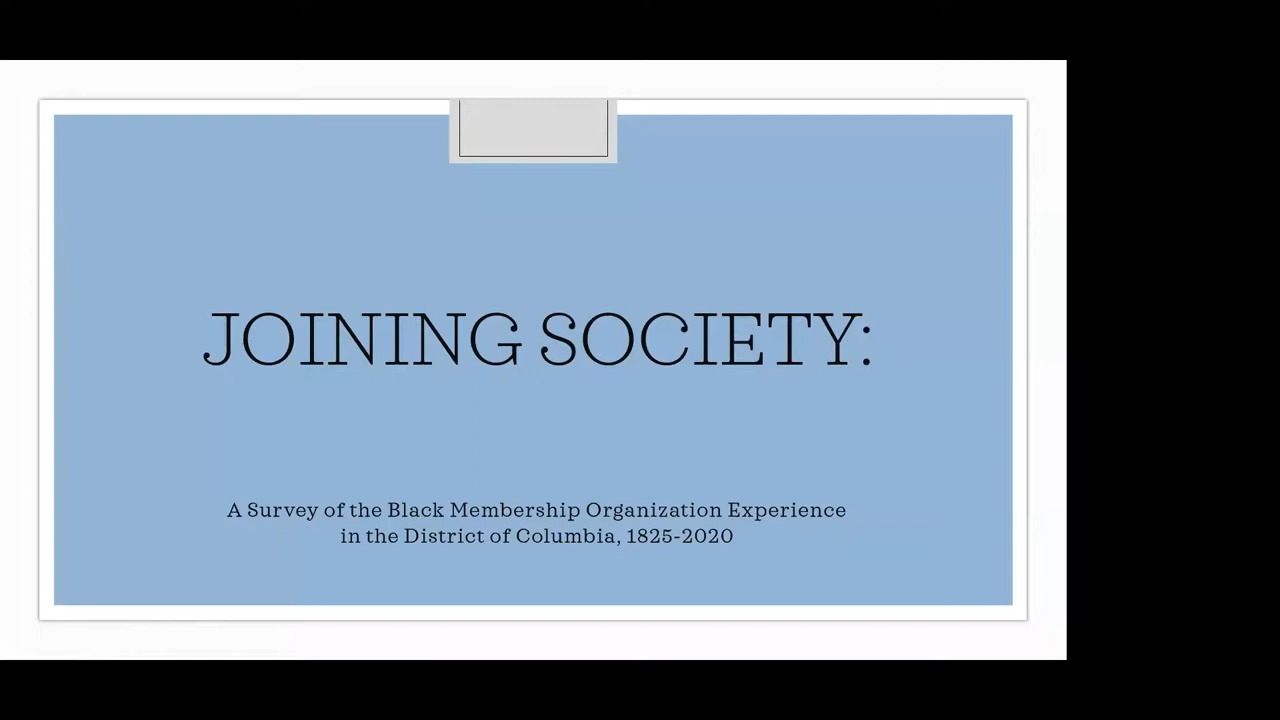 JOINING SOCIETY:
A Survey of the Black Membership Organization Experience
in the District of Columbia, 1825-2020